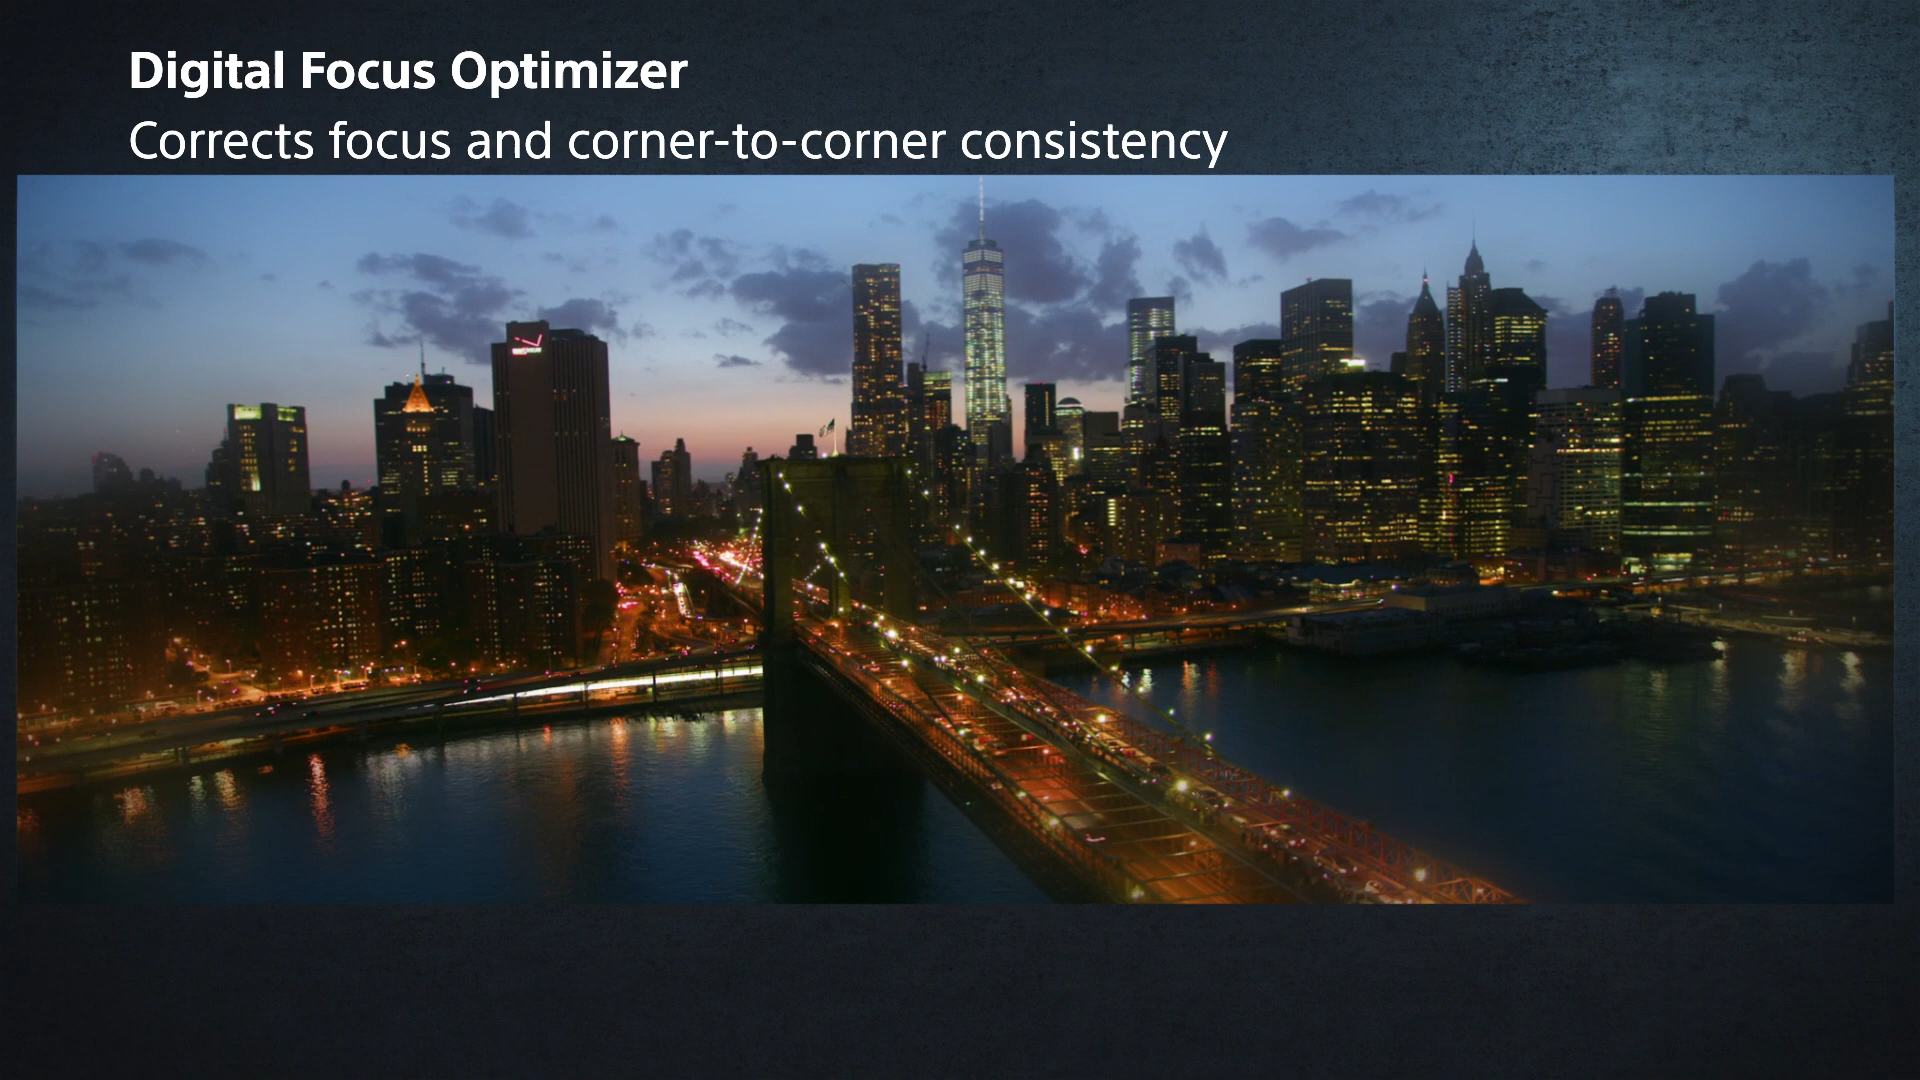 Digital Focus Optimizer
Corrects focus and corner-to-corner consistency